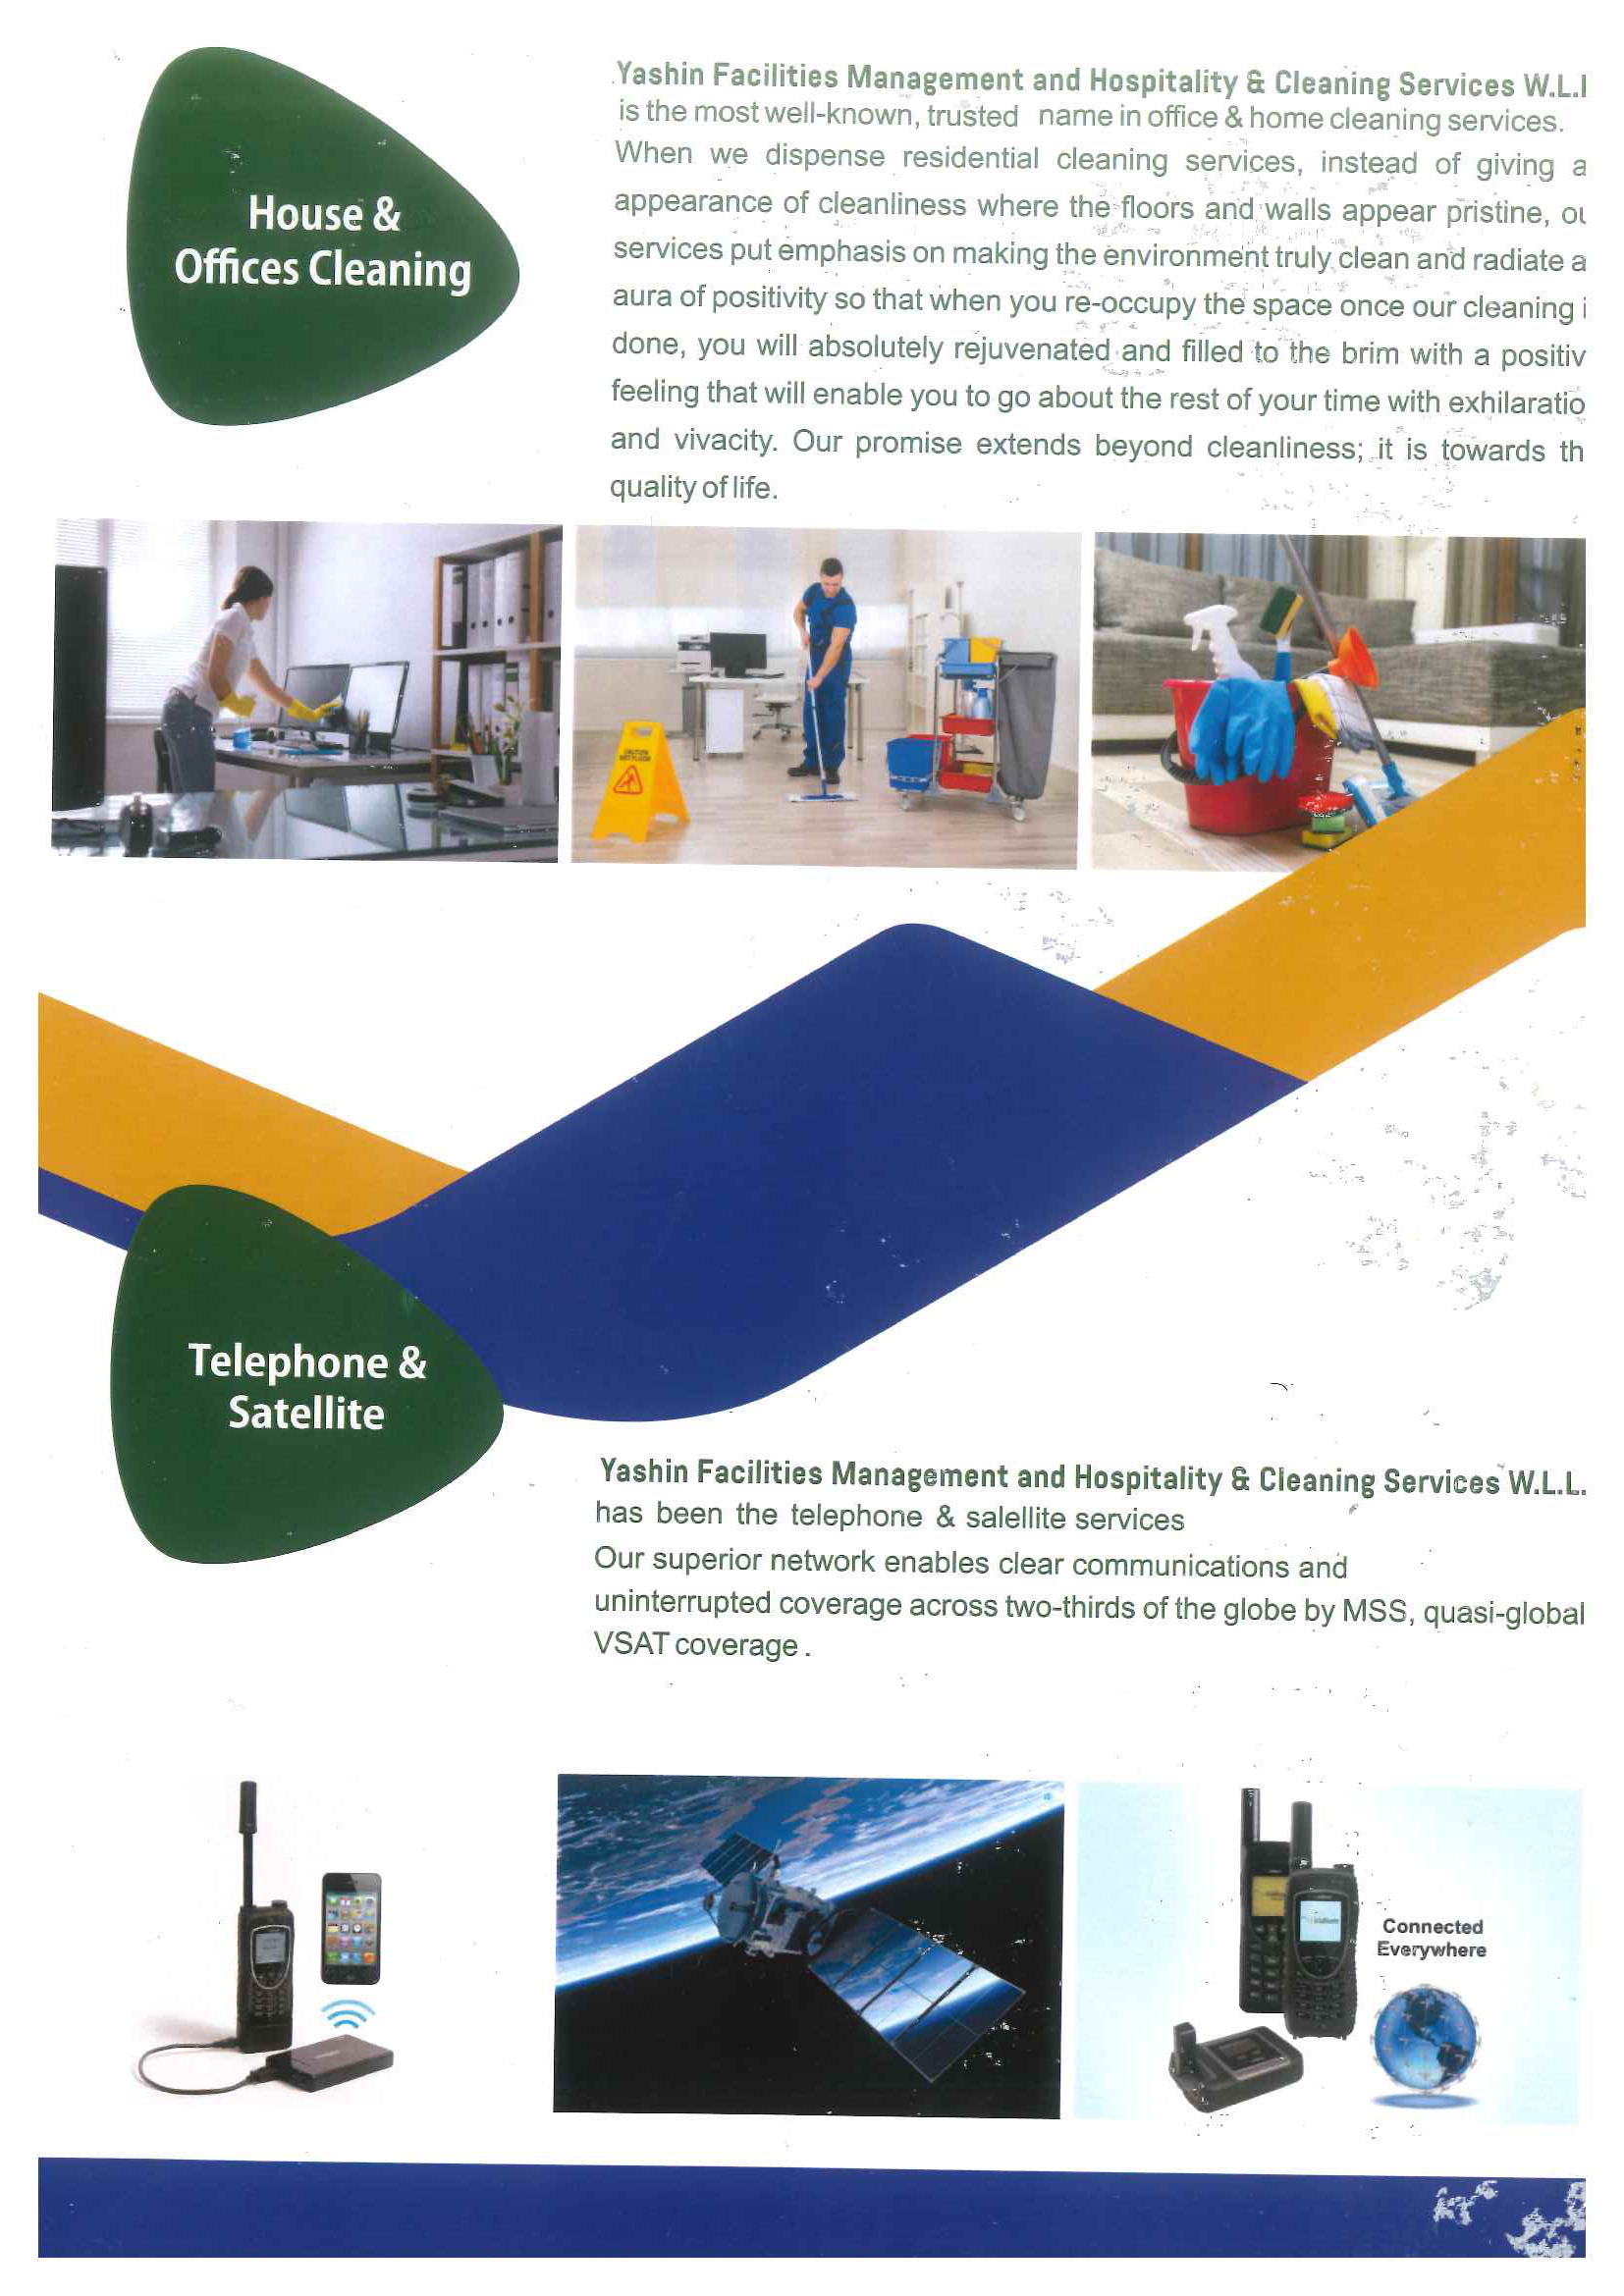 House &
Offices Cleaning
Yashin Facilities Management and Hospitality & Cleaning Services W.L.
is the most well-known, trusted name in office & home cleaning services.
When we dispense residential cleaning services, instead of giving a
appearance of cleanliness where the floors and walls appear pristine,
services put emphasis on making the environment truly clean and radiate a
aura of positivity so that when you re-occupy the space once our cleaning
done, you will absolutely rejuvenated and filled to the brim with a positiv
feeling that will enable you to go about the rest of your time with exhilaratio
and vivacity. Our promise extends beyond cleanliness; it is towards th
quality of life.
CAUTION
WET FLOOR
Telephone &
Satellite
Yashin Facilities Management and Hospitality & Cleaning Services W.L.L.
has been the telephone & salellite services
Our superior network enables clear communications and
uninterrupted coverage across two-thirds of the globe by MSS, quasi-global
VSAT coverage .
Connected
Everywhere